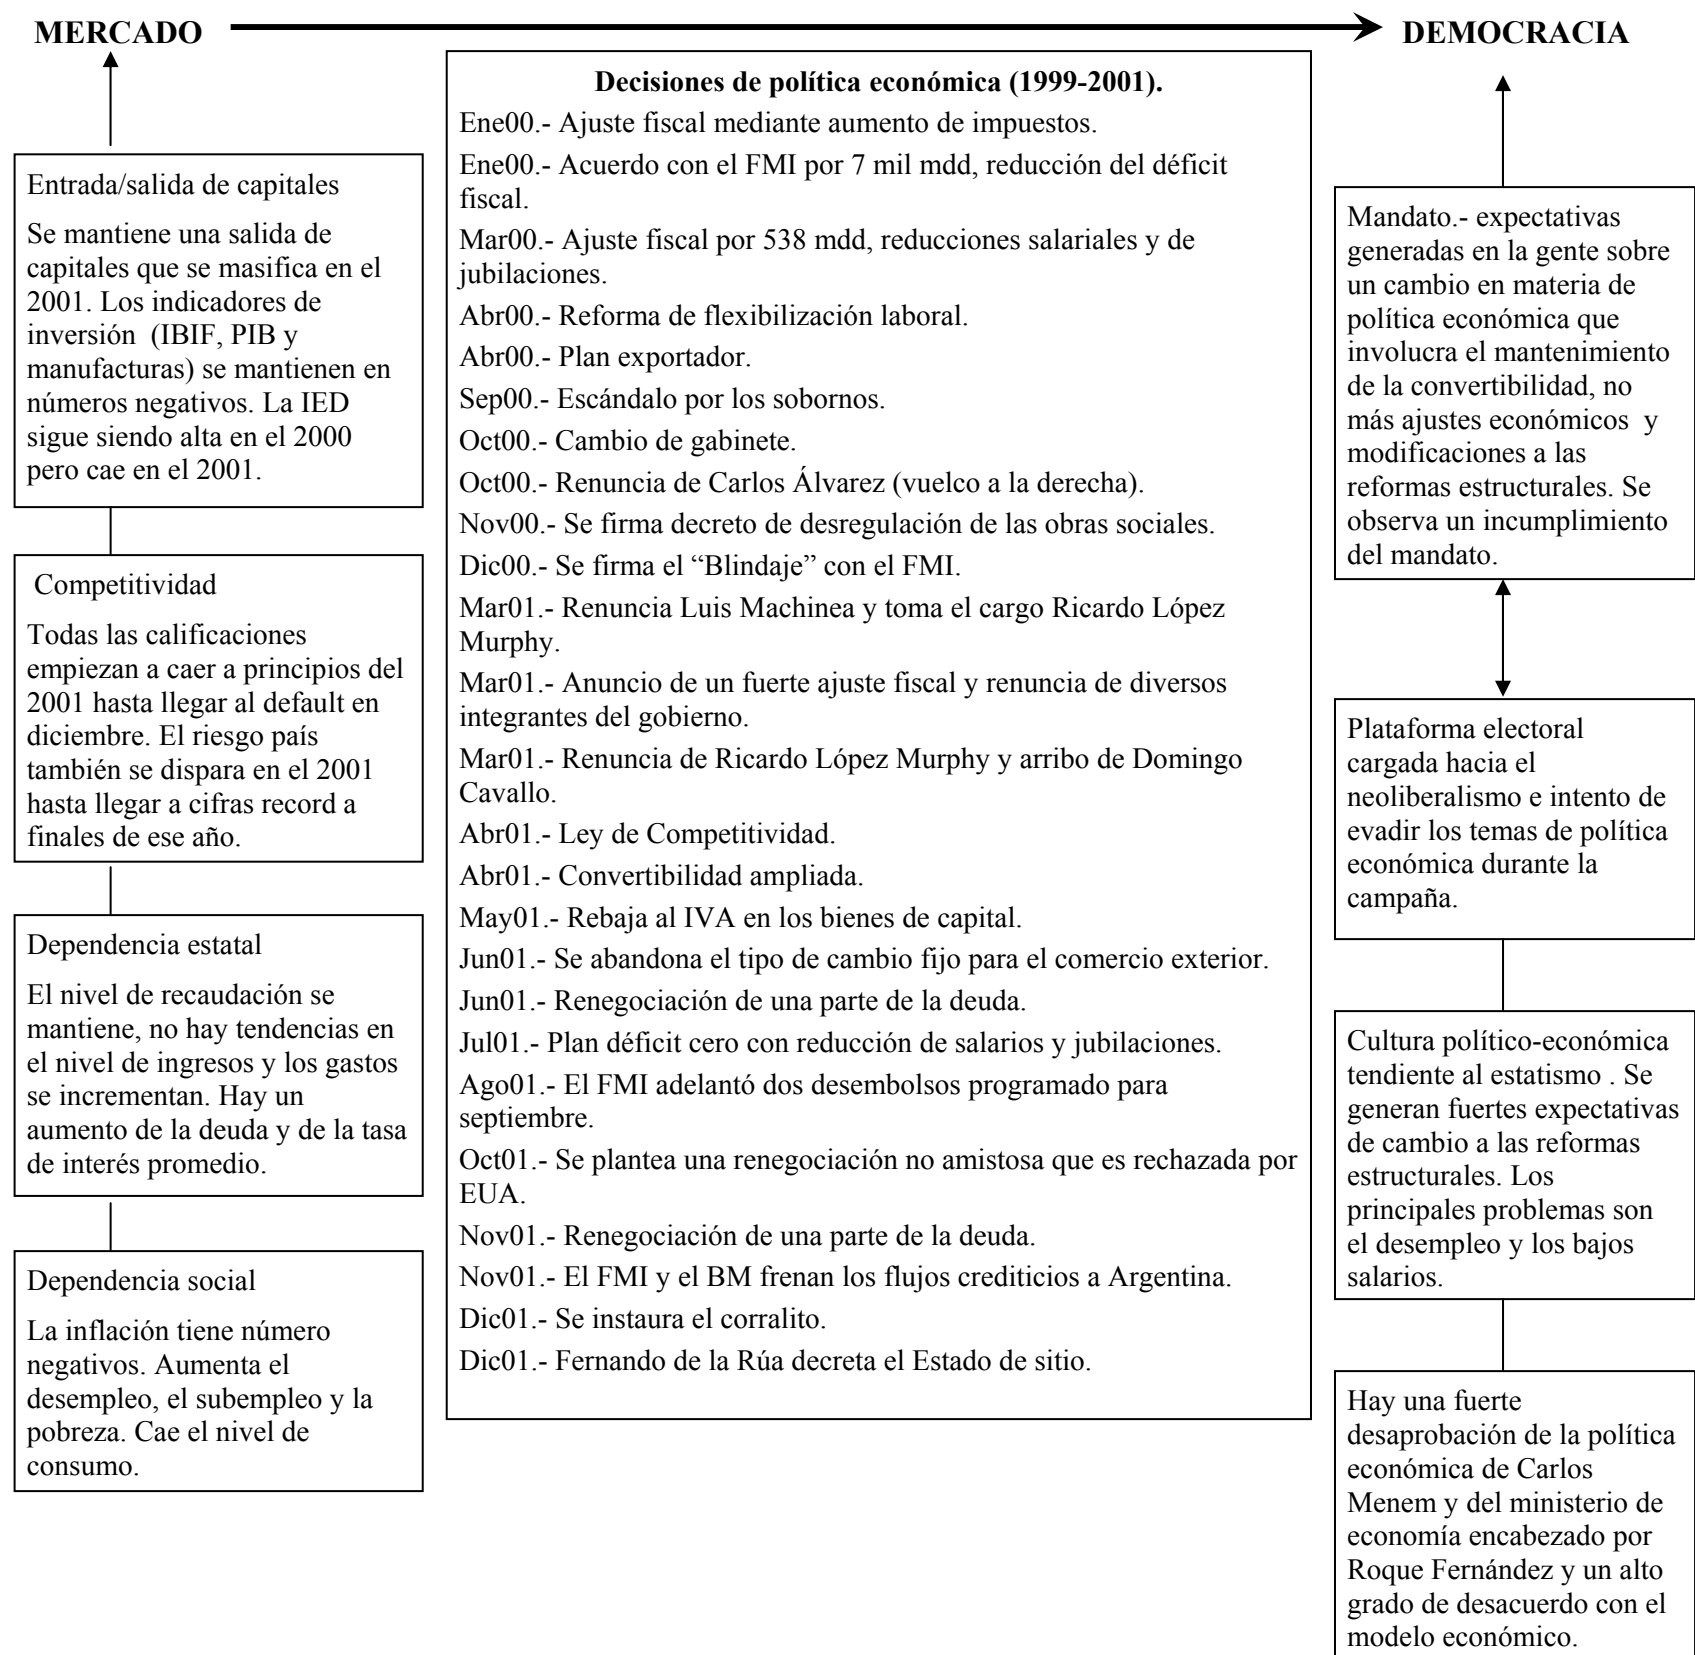 MERCADO
DEMOCRACIA
Entrada/salida de capitales
Se mantiene una salida de
capitales que se masifica en el
2001. Los indicadores de
inversión (IBIF, PIB y
manufacturas) se mantienen en
números negativos. La IED
sigue siendo alta en el 2000
pero cae en el 2001.
Competitividad
Todas las calificaciones
empiezan a caer a principios del
2001 hasta llegar al default en
diciembre. El riesgo país
también se dispara en el 2001
hasta llegar a cifras record a
finales de ese año.
Dependencia estatal
El nivel de recaudación se
mantiene, no hay tendencias en
el nivel de ingresos y los gastos
se incrementan. Hay un
aumento de la deuda y de la tasa
de interés promedio.
Dependencia social
La inflación tiene número
negativos. Aumenta el
desempleo, el subempleo y la
pobreza. Cae el nivel de
consumo.
Decisiones de política económica (1999-2001).
Ene00.- Ajuste fiscal mediante aumento de impuestos.
Ene00.- Acuerdo con el FMI por 7 mil mdd, reducción del déficit
fiscal.
Mar00.- Ajuste fiscal por 538 mdd, reducciones salariales y de
jubilaciones.
Abr00.- Reforma de flexibilización laboral.
Abr00.- Plan exportador.
Sep00.- Escándalo por los sobornos.
Oct00.- Cambio de gabinete.
Oct00.- Renuncia de Carlos Álvarez (vuelco a la derecha).
Nov00.- Se firma decreto de desregulación de las obras sociales.
Dic00.- Se firma el “Blindaje” con el FMI.
Mar01.- Renuncia Luis Machinea y toma el cargo Ricardo López
Murphy.
Mar01.- Anuncio de un fuerte ajuste fiscal y renuncia de diversos
integrantes del gobierno.
Mar01.- Renuncia de Ricardo López Murphy y arribo de Domingo
Cavallo.
Abr01.- Ley de Competitividad.
Abr01.- Convertibilidad ampliada.
May01.- Rebaja al IVA en los bienes de capital.
Jun01.- Se abandona el tipo de cambio fijo para el comercio exterior.
Jun01.- Renegociación de una parte de la deuda.
Jul01.- Plan déficit cero con reducción de salarios y jubilaciones.
Ago01.- El FMI adelantó dos desembolsos programado para
septiembre.
Oct01.- Se plantea una renegociación no amistosa que es rechazada por
EUA.
Nov01.- Renegociación de una parte de la deuda.
Nov01.- El FMI y el BM frenan los flujos crediticios a Argentina.
Dic01.- Se instaura el corralito.
Dic01.- Fernando de la Rúa decreta el Estado de sitio.
Mandato.- expectativas
generadas en la gente sobre
un cambio en materia de
política económica que
involucra el mantenimiento
de la convertibilidad, no
más ajustes económicos y
modificaciones a las
reformas estructurales. Se
observa un incumplimiento
del mandato.
Plataforma electoral
cargada hacia el
neoliberalismo e intento de
evadir los temas de política
económica durante la
campaña.
Cultura político-económica
tendiente al estatismo . Se
generan fuertes expectativas
de cambio a las reformas
estructurales. Los
principales problemas son
el desempleo y los bajos
salarios.
Hay una fuerte
desaprobación de la política
económica de Carlos
Menem y del ministerio de
economía encabezado por
Roque Fernández y un alto
grado de desacuerdo con el
modelo económico.